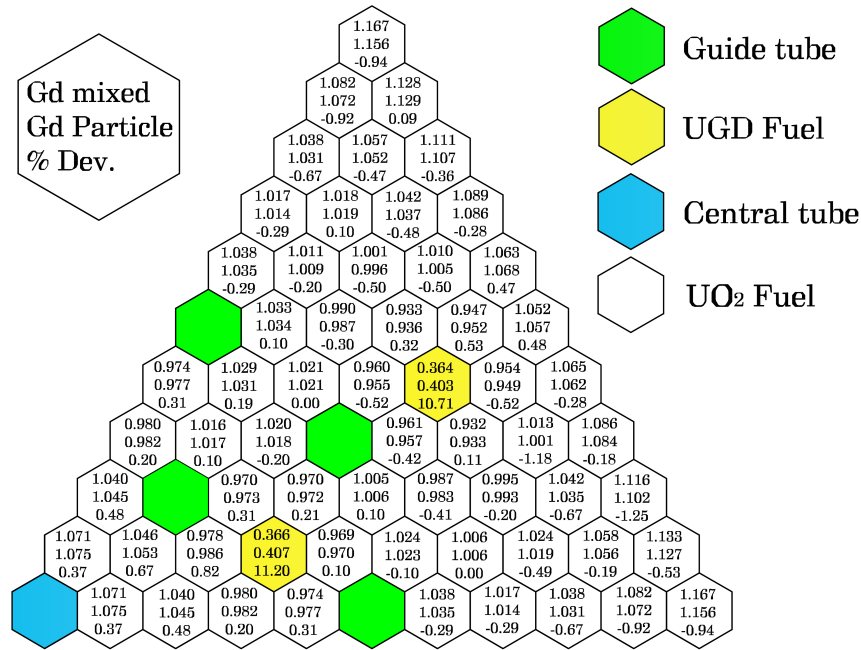 Gd mixed
Gd Particle
% Dev.
Guide tube
UGD Fuel
Central tube
UO2 Fuel
1.167
1.156
-0.94
1.082 1.128
1.072 1.129
-0.92 0.09
1.038 1.057 1.111
1.031 1.052 1.107
-0.67 -0.47 -0.36
1.017 1.018 1.042 1.089
1.014 1.019 1.037 1.086
-0.29 0.10 -0.48 -0.28
1.038 1.011 1.001 1.010 1.063
1.035 1.009 0.996 1.005 1.068
-0.29 -0.20 -0.50 -0.50 0.47
1.033 0.990 0.933 0.947 1.052
1.034 0.987 0.936 0.952 1.057
0.10 -0.30 0.32 0.53 0.48
0.974 1.029 1.021 0.960 0.364 0.954 1.065
0.977 1.031 1.021 0.955 0.403 0.949 1.062
0.31 0.19 0.00 -0.52 10.71 -0.52 -0.28
0.980 1.016 1.020 0.961 0.932 1.013 1.086
0.982 1.017 1.018 0.957 0.933 1.001 1.084
0.20 0.10 -0.20 -0.42 0.11 -1.18 -0.18
1.040 0.970 0.970 1.005 0.987 0.995 1.042 1.116
1.045 0.973 0.972 1.006 0.983 0.993 1.035 1.102
0.48 0.31 0.21 0.10 -0.41 -0.20 -0.67 -1.25
1.071 1.046 0.978 0.366 0.969 1.024 1.006 1.024 1.058 1.133
1.075 1.053 0.986 0.407 0.970 1.023 1.006 1.019 1.056 1.127
0.37 0.67 0.82 11.20 0.10 -0.10 0.00 -0.49 -0.19 -0.53
1.071 1.040 0.980 0.974 1.038 1.017 1.038 1.082 1.167
1.075 1.045 0.982 0.977 1.035 1.014 1.031 1.072 1.156
0.37 0.48 0.20 0.31 -0.29 -0.29 -0.67 -0.92 -0.94